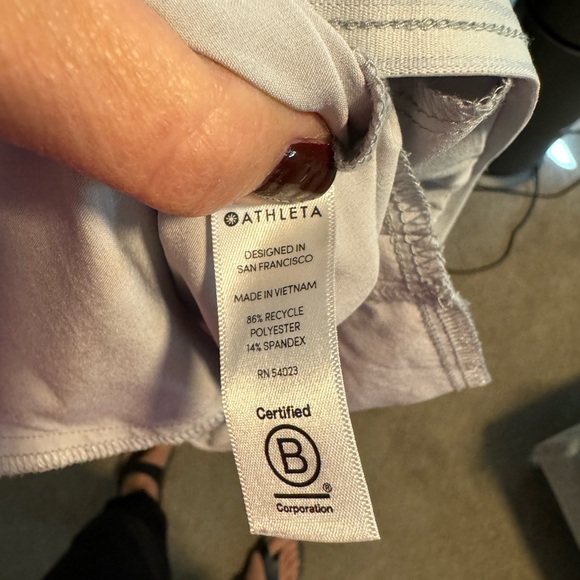 ATHLETA
DESIGNED IN
SAN FRANCISCO
MADE IN VIETNAM
86% RECYCLE
POLYESTER
14% SPANDEX
RN 54023
Certified
B
®
Corporation